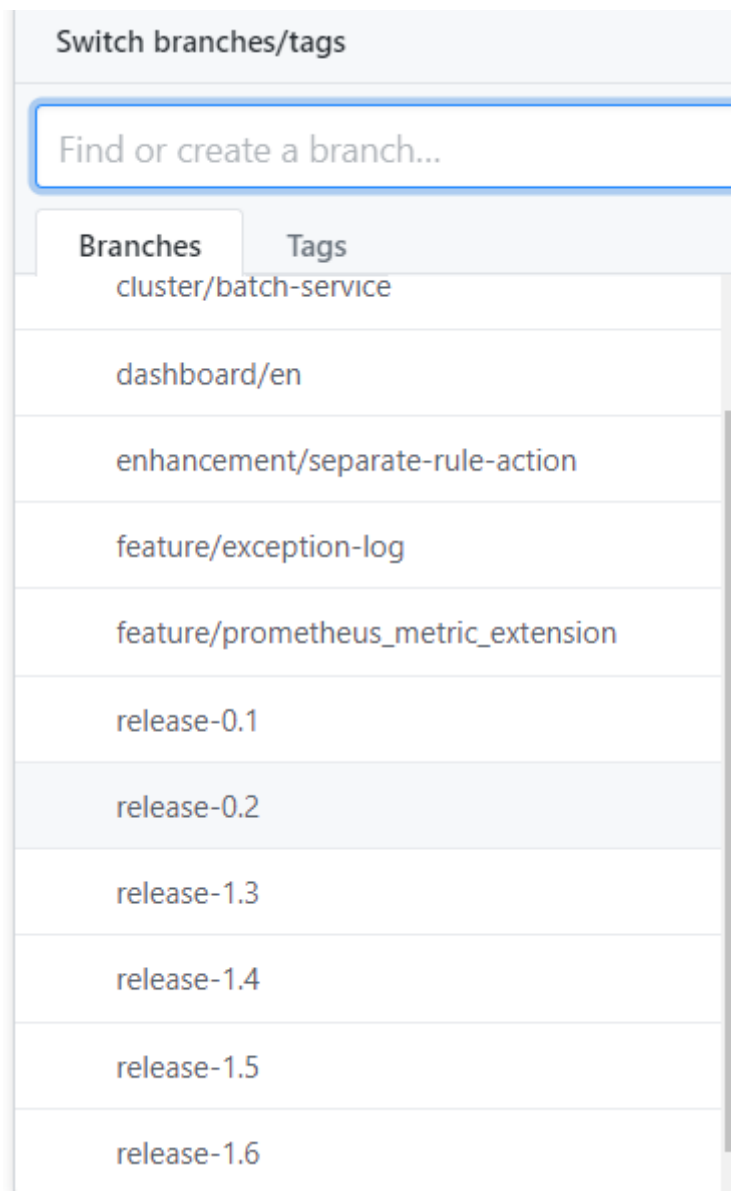 Switch branches/tags
Find or create a branch...
Branches Tags
cluster/batch-service
dashboard/en
enhancement/separate-rule-action
feature/exception-log
feature/prometheus_metric_extension
release-0.1
release-0.2
release-1.3
release-1.4
release-1.5
release-1.6